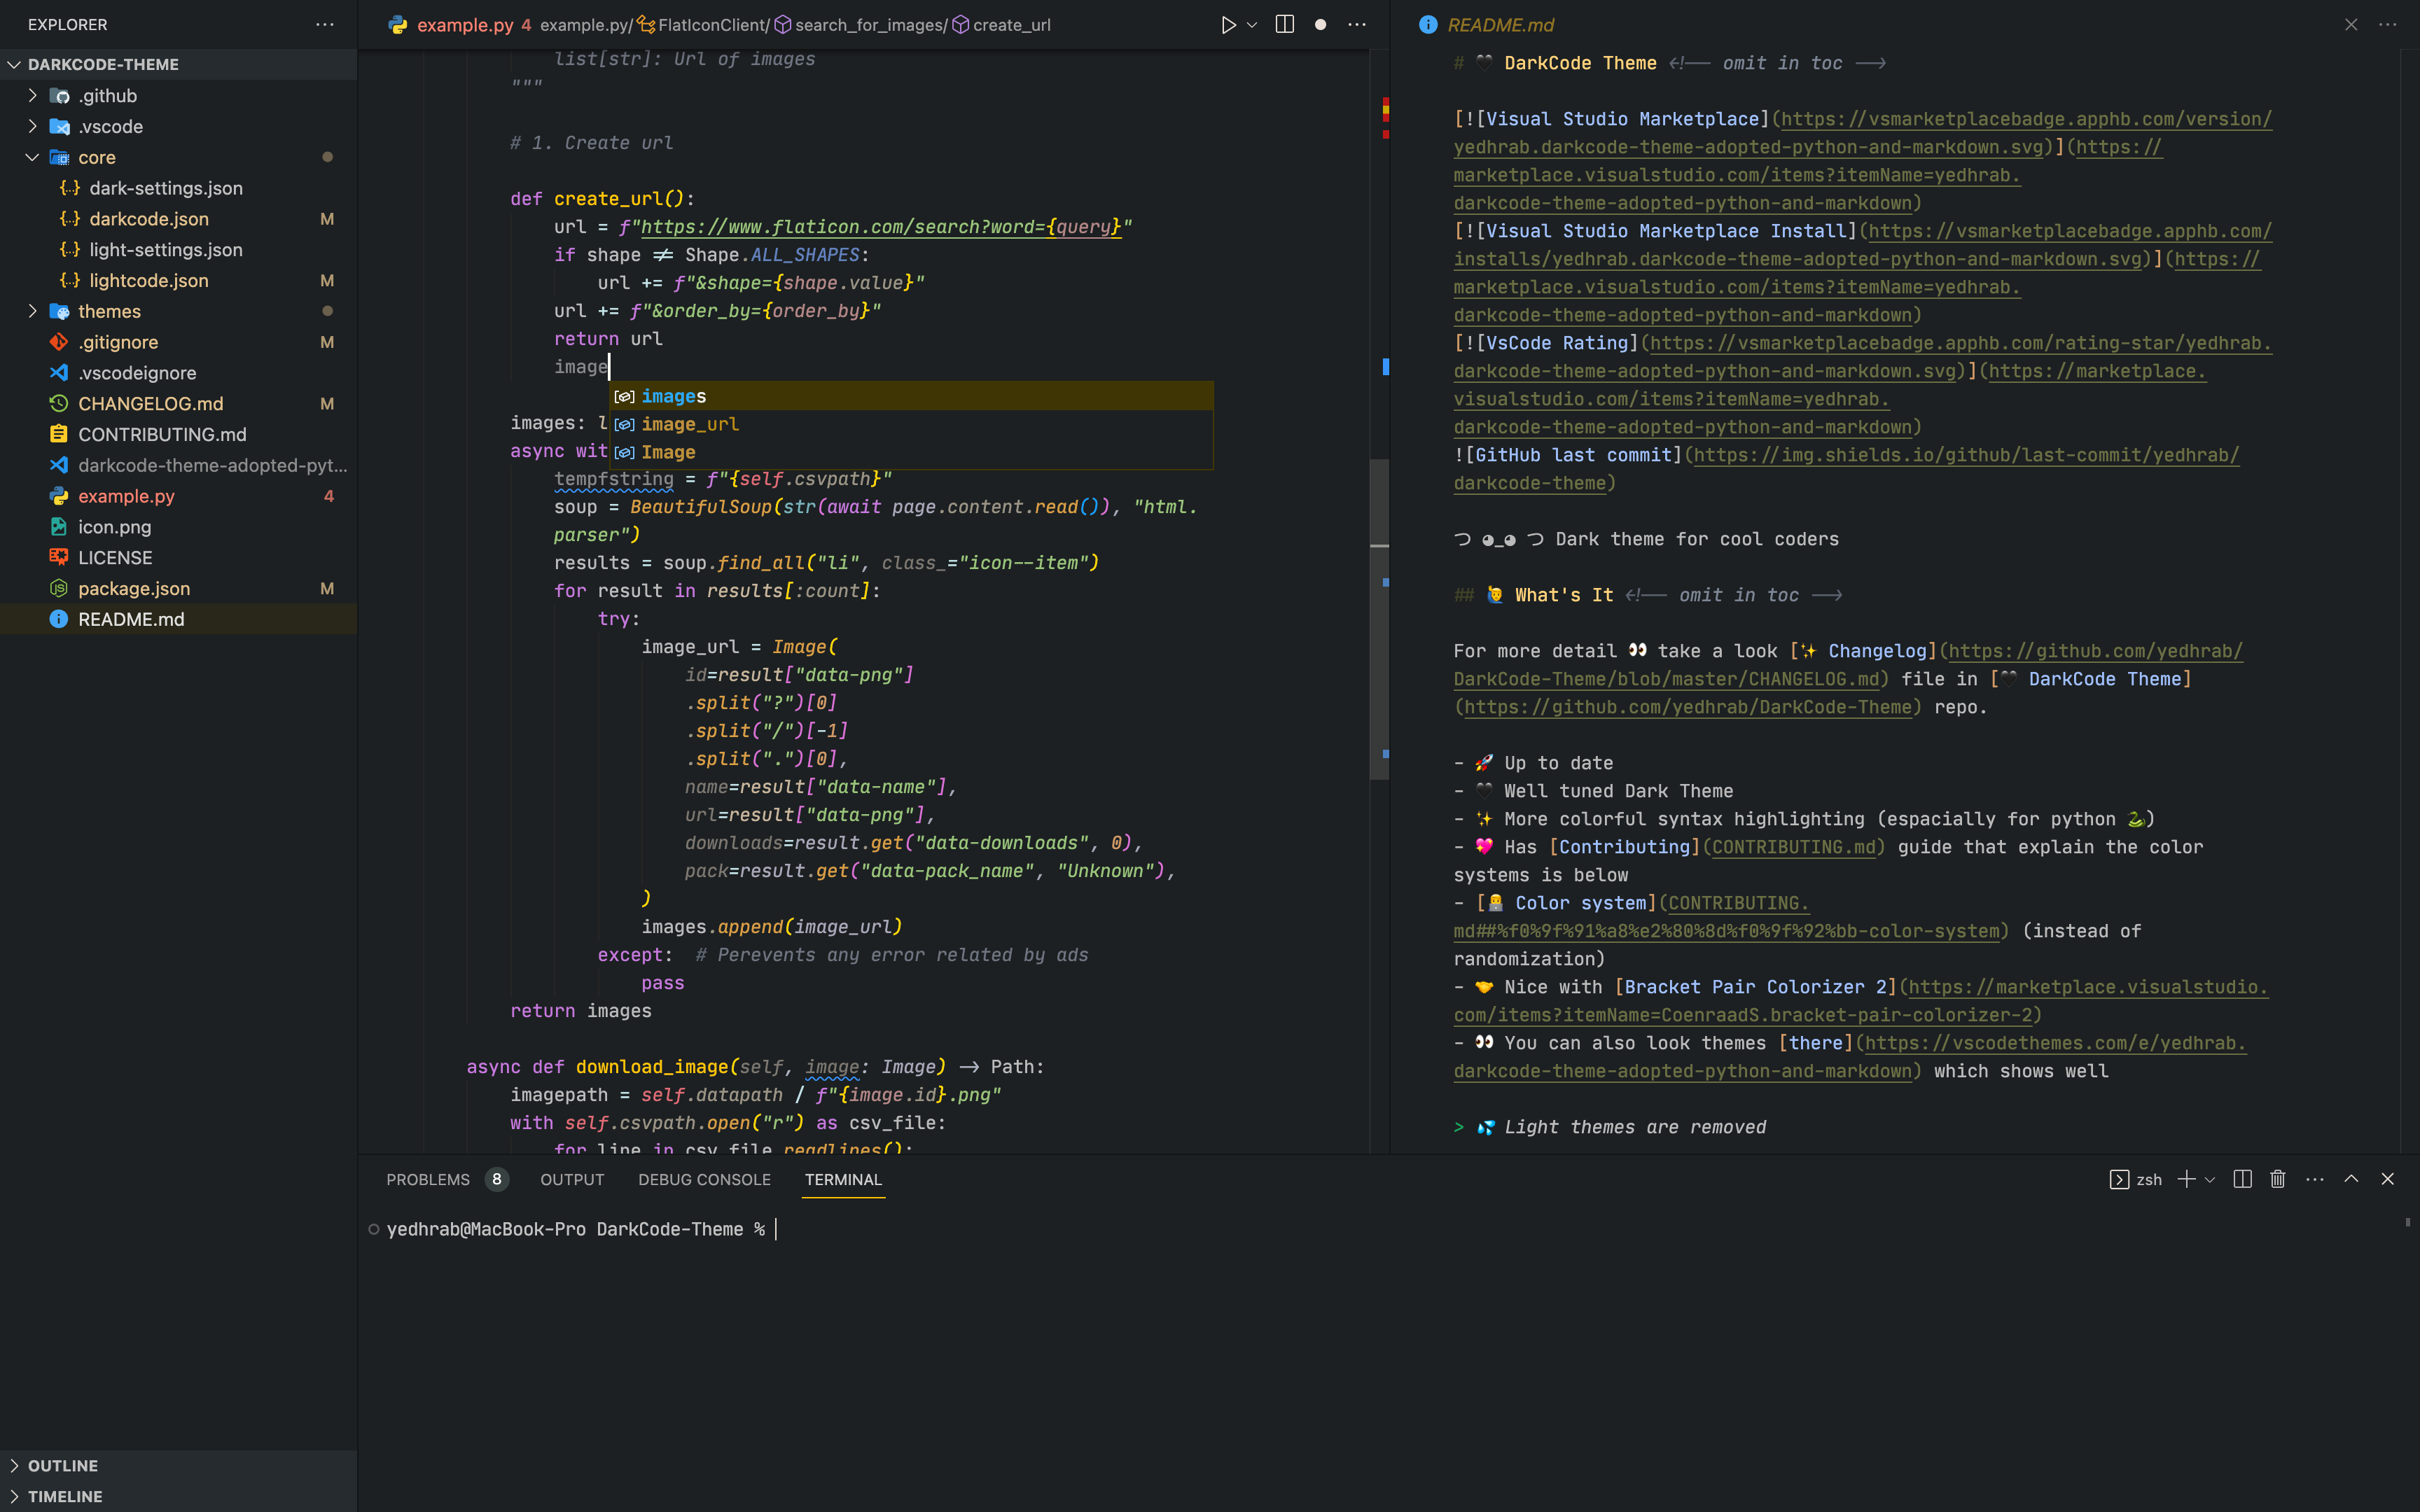 EXPLORER
DARKCODE-THEME
.github
.vscode
core
dark-settings.json
darkcode.json M
light-settings.json
lightcode.json M
themes
.gitignore M
.vscodeignore
CHANGELOG.md M
CONTRIBUTING.md
darkcode-theme-adopted-pyt...
example.py 4
icon.png
LICENSE
package.json M
README.md
OUTLINE
TIMELINE
example.py 4 example.py/ FlatIconClient/ search_for_images/ create_url
list[str]: Url of images
"""
# 1. Create url
def create_url():
url = f"https://www.flaticon.com/search?word={query}"
if shape != Shape.ALL_SHAPES:
url += f"&shape={shape.value}"
url += f"&order_by={order_by}"
return url
image
images
image_url
Image
images: l
async wit
tempfstring = f"{self.csvpath}"
soup = BeautifulSoup(str(await page.content.read()), "html.
parser")
results = soup.find_all("li", class_="icon--item")
for result in results[:count]:
try:
image_url = Image(
id=result["data-png"]
.split("?")[0]
.split("/")[-1]
.split(".")[0],
name=result["data-name"],
url=result["data-png"],
downloads=result.get("data-downloads", 0),
pack=result.get("data-pack_name", "Unknown"),
)
images.append(image_url)
except: # Perevents any error related by ads
pass
return images
async def download_image(self, image: Image) -> Path:
imagepath = self.datapath / f"{image.id}.png"
with self.csvpath.open("r") as csv_file:
for line in csv_file.readlines():
README.md
# 🖤 DarkCode Theme <!-- omit in toc -->
[![Visual Studio Marketplace](https://vsmarketplacebadge.apphb.com/version/
yedhrab.darkcode-theme-adopted-python-and-markdown.svg)](https://
marketplace.visualstudio.com/items?itemName=yedhrab.
darkcode-theme-adopted-python-and-markdown)
[![Visual Studio Marketplace Install](https://vsmarketplacebadge.apphb.com/
installs/yedhrab.darkcode-theme-adopted-python-and-markdown.svg)](https://
marketplace.visualstudio.com/items?itemName=yedhrab.
darkcode-theme-adopted-python-and-markdown)
[![VsCode Rating](https://vsmarketplacebadge.apphb.com/rating-star/yedhrab.
darkcode-theme-adopted-python-and-markdown.svg)](https://marketplace.
visualstudio.com/items?itemName=yedhrab.
darkcode-theme-adopted-python-and-markdown)
![GitHub last commit](https://img.shields.io/github/last-commit/yedhrab/
darkcode-theme)
つ ◕_◕ つ Dark theme for cool coders
## 🙋‍♂️ What's It <!-- omit in toc -->
For more detail 👀 take a look [✨ Changelog](https://github.com/yedhrab/
DarkCode-Theme/blob/master/CHANGELOG.md) file in [🖤 DarkCode Theme]
(https://github.com/yedhrab/DarkCode-Theme) repo.
- 🚀 Up to date
- 🖤 Well tuned Dark Theme
- ✨ More colorful syntax highlighting (espacially for python 🐍)
- 💖 Has [Contributing](CONTRIBUTING.md) guide that explain the color
systems is below
- [👨‍💻 Color system](CONTRIBUTING.
md##%f0%9f%91%a8%e2%80%8d%f0%9f%92%bb-color-system) (instead of
randomization)
- 🤝 Nice with [Bracket Pair Colorizer 2](https://marketplace.visualstudio.
com/items?itemName=CoenraadS.bracket-pair-colorizer-2)
- 👀 You can also look themes [there](https://vscodethemes.com/e/yedhrab.
darkcode-theme-adopted-python-and-markdown) which shows well
> 💦 Light themes are removed
PROBLEMS 8 OUTPUT DEBUG CONSOLE TERMINAL
zsh
yedhrab@MacBook-Pro DarkCode-Theme %